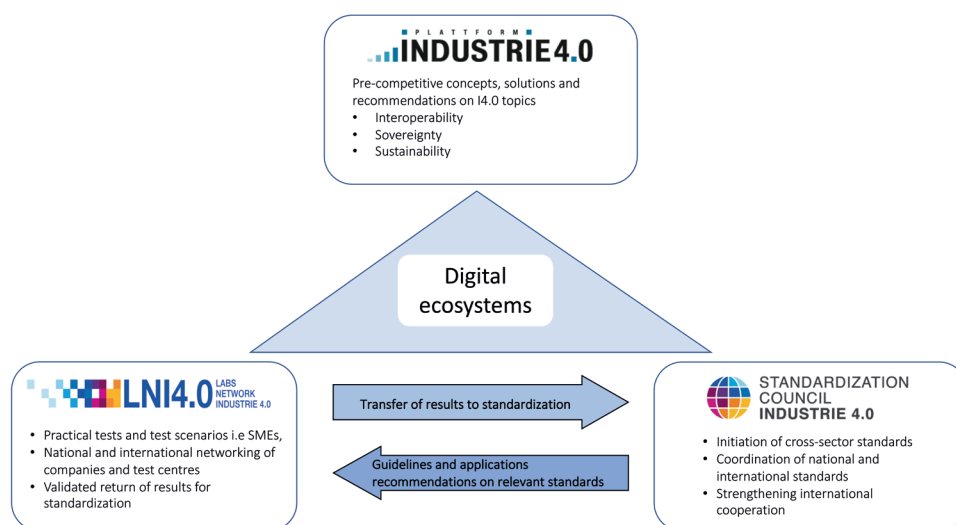 PLATTFORM
INDUSTRIE4.0
Pre-competitive concepts, solutions and
recommendations on I4.0 topics
• Interoperability
• Sovereignty
• Sustainability
Digital
ecosystems
LNI4.0 LABS
NETWORK
INDUSTRIE 4.0
• Practical tests and test scenarios i.e SMEs,
• National and international networking of
companies and test centres
• Validated return of results for
standardization
Transfer of results to standardization
Guidelines and applications
recommendations on relevant standards
STANDARDIZATION
COUNCIL
INDUSTRIE 4.0
• Initiation of cross-sector standards
• Coordination of national and
international standards
• Strengthening international
cooperation